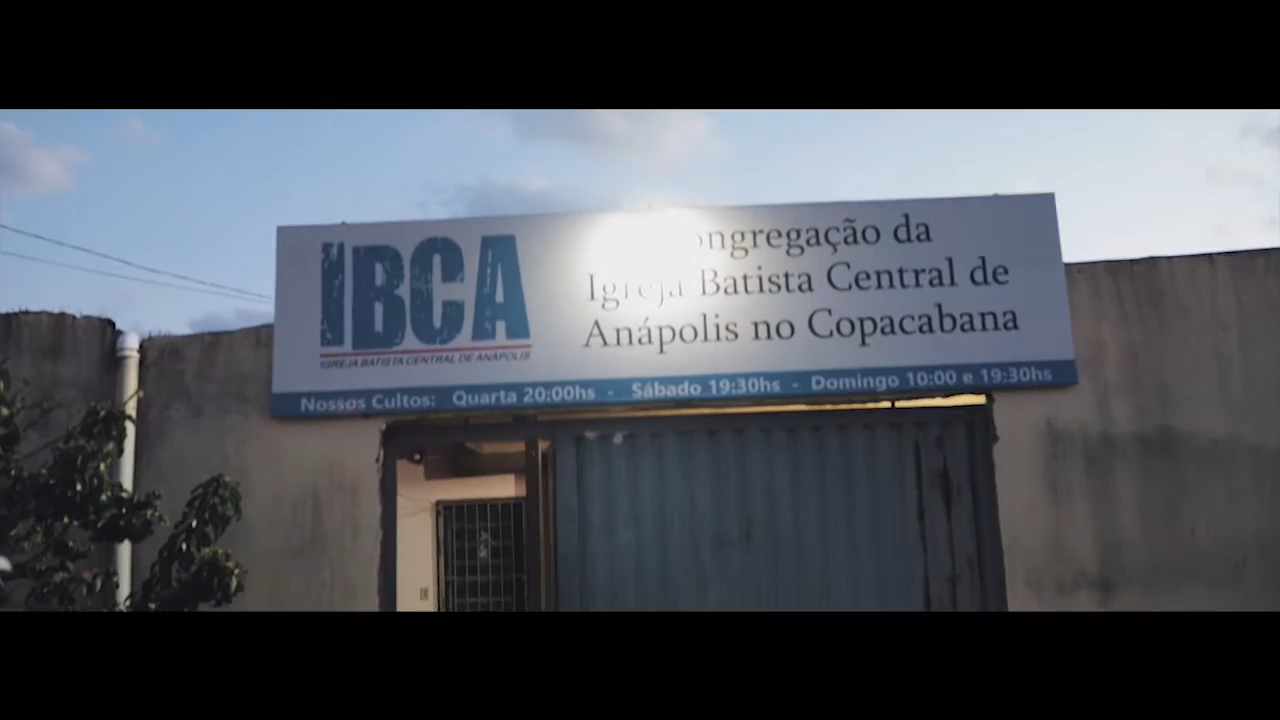 IBCA
IGREJA BATISTA CENTRAL DE ANÁPOLIS
ongregação da
Igreja Batista Central de
Anápolis no Copacabana
Nossos Cultos: Quarta 20:00hs - Sábado 19:30hs - Domingo 10:00 e 19:30hs